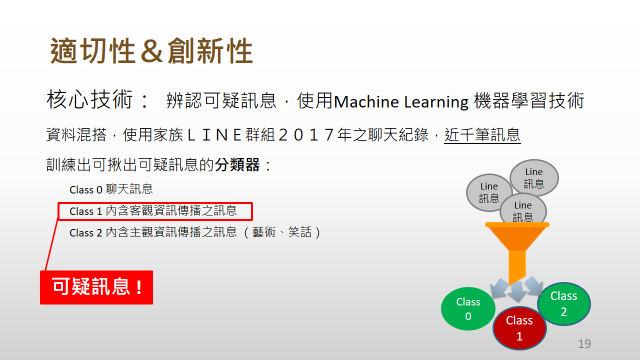 適切性＆創新性
核心技術： 辨認可疑訊息，使用Machine Learning 機器學習技術
資料混搭，使用家族ＬＩＮＥ群組２０１７年之聊天紀錄，近千筆訊息
訓練出可揪出可疑訊息的分類器：
Class 0 聊天訊息
Class 1 內含客觀資訊傳播之訊息
Class 2 內含主觀資訊傳播之訊息（藝術、笑話）
可疑訊息！
Line
訊息
Line
訊息
Line
訊息
Class
0
Class
1
Class
2
19